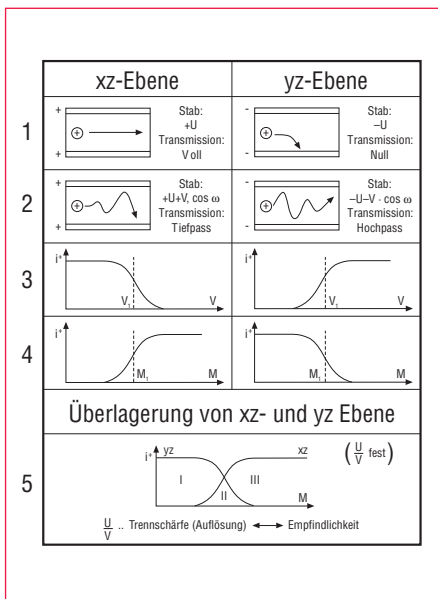 xz-Ebene
yz-Ebene
1
+
+
+
Stab:
+U
Transmission:
Voll
-
-
+
Stab:
–U
Transmission:
Null
2
+
+
+
Stab:
+U+V, cos ω
Transmission:
Tiefpass
-
-
+
Stab:
–U–V - cos ω
Transmission:
Hochpass
3
i+
V1
V
i+
V1
V
4
i+
M1
M
i+
M1
M
Überlagerung von xz- und yz Ebene
5
i+
yz
xz
I
II
III
M
(U/V fest)
U/V .. Trennschärfe (Auflösung) ↔ Empfindlichkeit